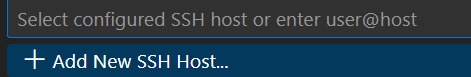 Select configured SSH host or enter user@host
+ Add New SSH Host...